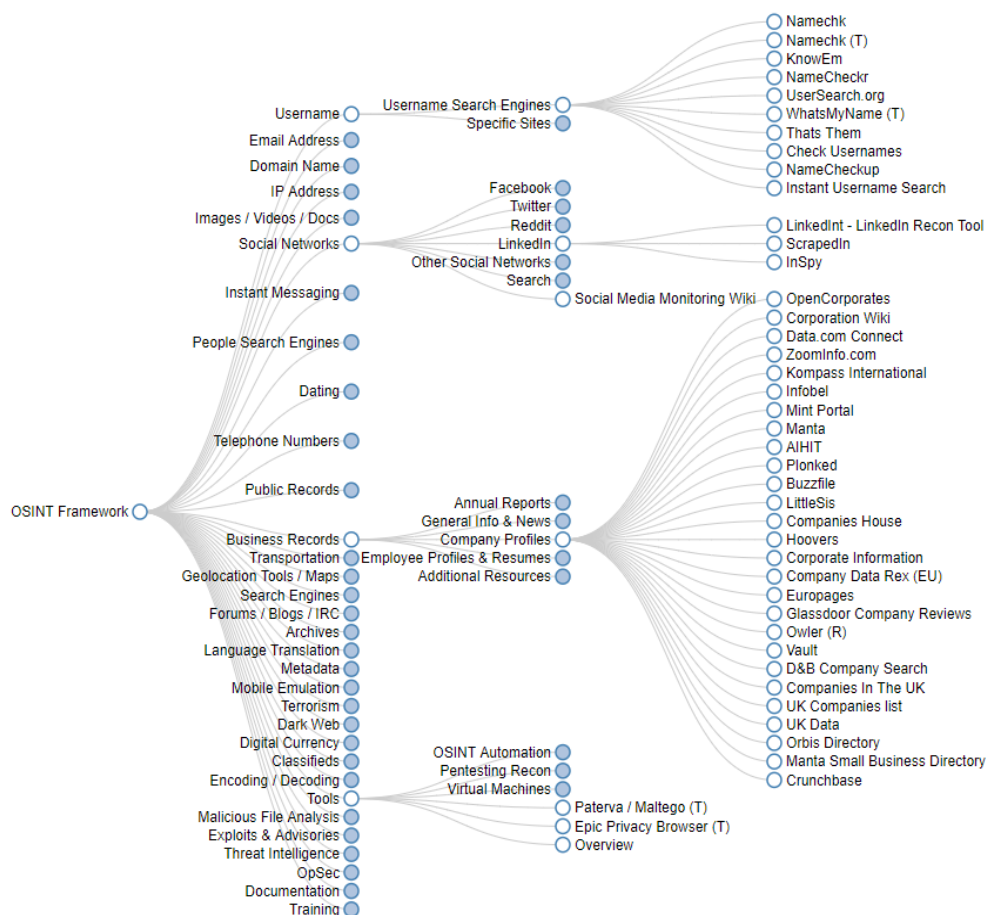 OSINT Framework
Username
Email Address
Domain Name
IP Address
Images / Videos / Docs
Social Networks
Instant Messaging
People Search Engines
Dating
Telephone Numbers
Public Records
Business Records
Transportation
Geolocation Tools / Maps
Search Engines
Forums / Blogs / IRC
Archives
Language Translation
Metadata
Mobile Emulation
Terrorism
Dark Web
Digital Currency
Classifieds
Encoding / Decoding
Tools
Malicious File Analysis
Exploits & Advisories
Threat Intelligence
OpSec
Documentation
Training
Username Search Engines
Specific Sites
Facebook
Twitter
Reddit
LinkedIn
Other Social Networks
Search
Social Media Monitoring Wiki
Annual Reports
General Info & News
Company Profiles
Employee Profiles & Resumes
Additional Resources
OSINT Automation
Pentesting Recon
Virtual Machines
Paterva / Maltego (T)
Epic Privacy Browser (T)
Overview
Namechk
Namechk (T)
KnowEm
NameCheckr
UserSearch.org
WhatsMyName (T)
Thats Them
Check Usernames
NameCheckup
Instant Username Search
LinkedInt - LinkedIn Recon Tool
ScrapedIn
InSpy
OpenCorporates
Corporation Wiki
Data.com Connect
ZoomInfo.com
Kompass International
Infobel
Mint Portal
Manta
AIHIT
Plonked
Buzzfile
LittleSis
Companies House
Hoovers
Corporate Information
Company Data Rex (EU)
Europages
Glassdoor Company Reviews
Owler (R)
Vault
D&B Company Search
Companies In The UK
UK Companies list
UK Data
Orbis Directory
Manta Small Business Directory
Crunchbase